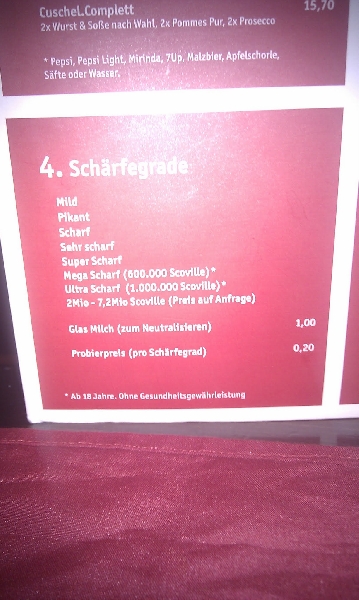 CuscheL.Complett 15,70
2x Wurst & Soße nach Wahl, 2x Pommes Pur, 2x Prosecco
* Pepsi, Pepsi Light, Mirinda, 7Up, Malzbier, Apfelschorle,
Säfte oder Wasser.
4. Schärfegrade
Mild
Pikant
Scharf
Sehr scharf
Super Scharf
Mega Scharf (600.000 Scoville)*
Ultra Scharf (1.000.000 Scoville)*
2Mio - 7,2Mio Scoville (Preis auf Anfrage)
Glas Milch (zum Neutralisieren) 1,00
Probierpreis (pro Schärfegrad) 0,20
* Ab 18 Jahre. Ohne Gesundheitsgewährleistung